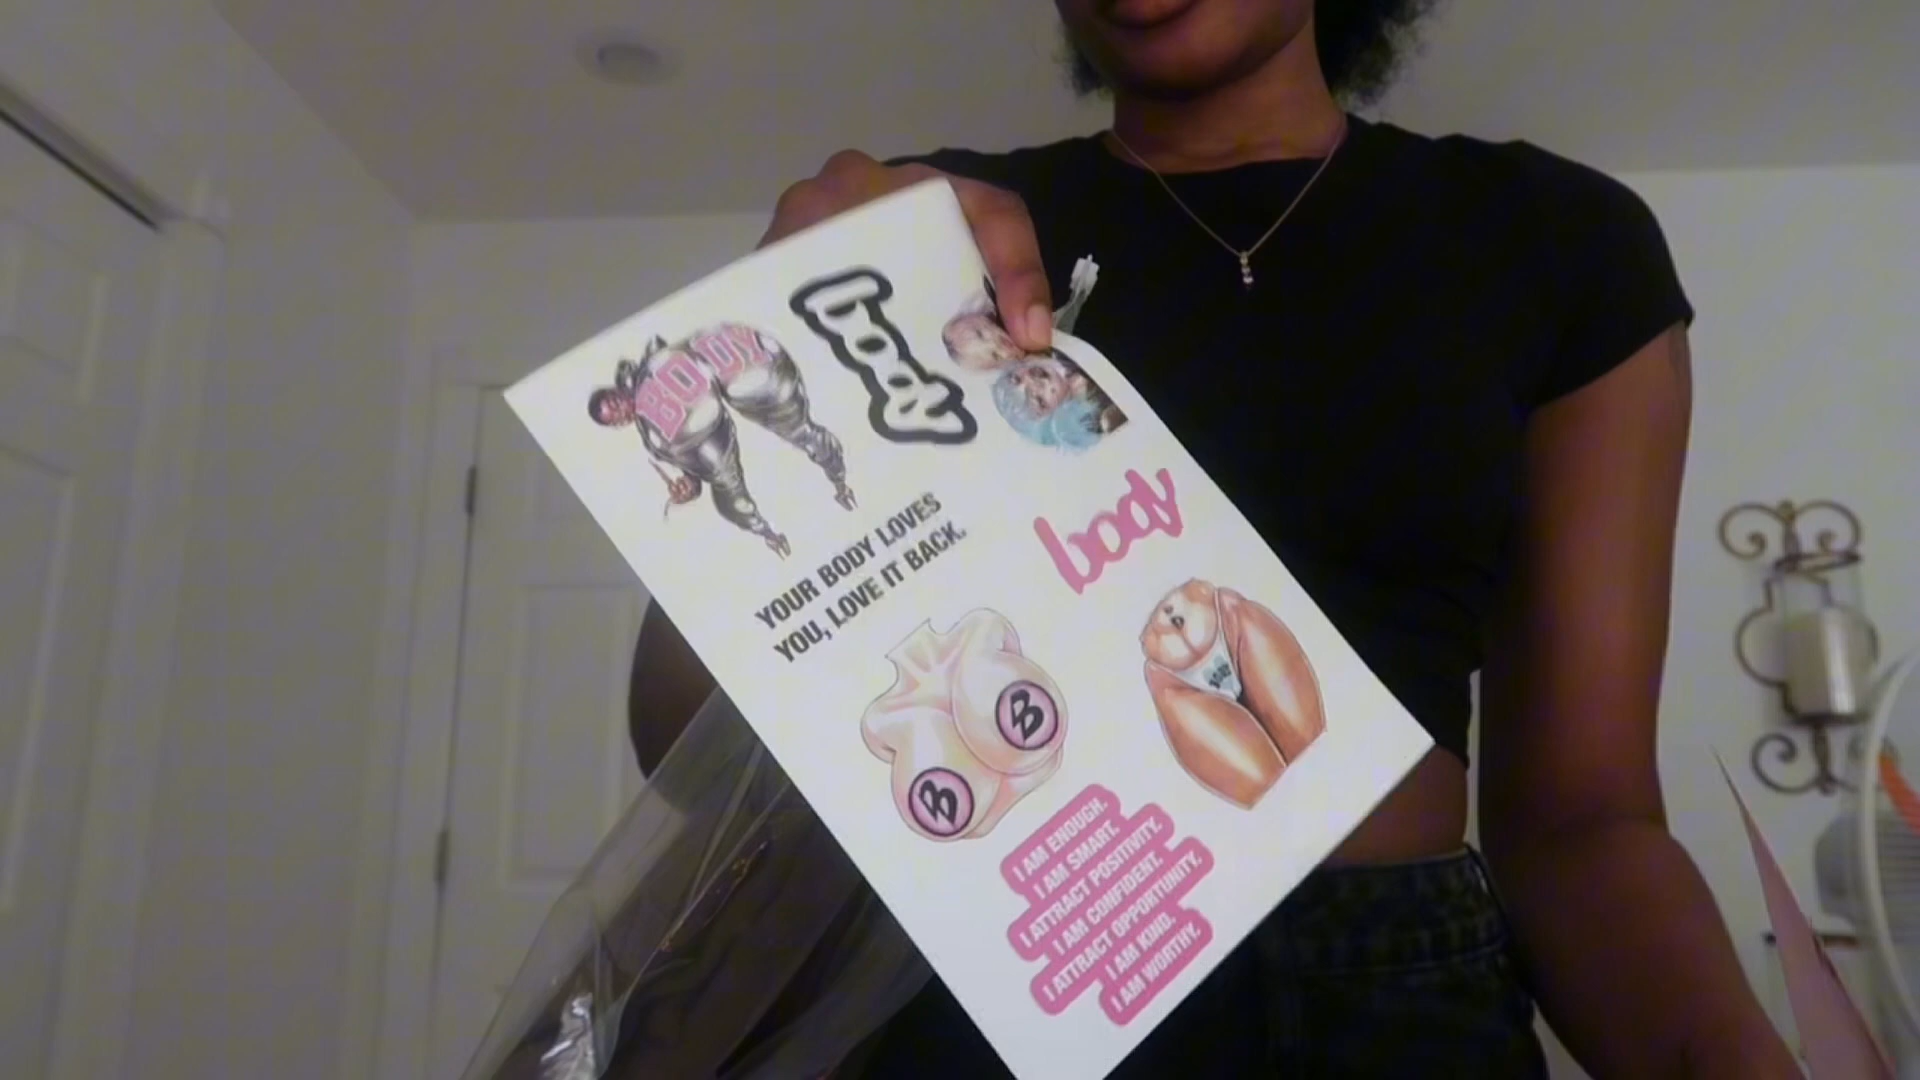 BODY
body
YOUR BODY LOVES
YOU, LOVE IT BACK.
body
B
B
BODY
I AM ENOUGH.
I AM SMART.
I ATTRACT POSITIVITY.
I AM CONFIDENT.
I ATTRACT OPPORTUNITY.
I AM KIND.
I AM WORTHY.